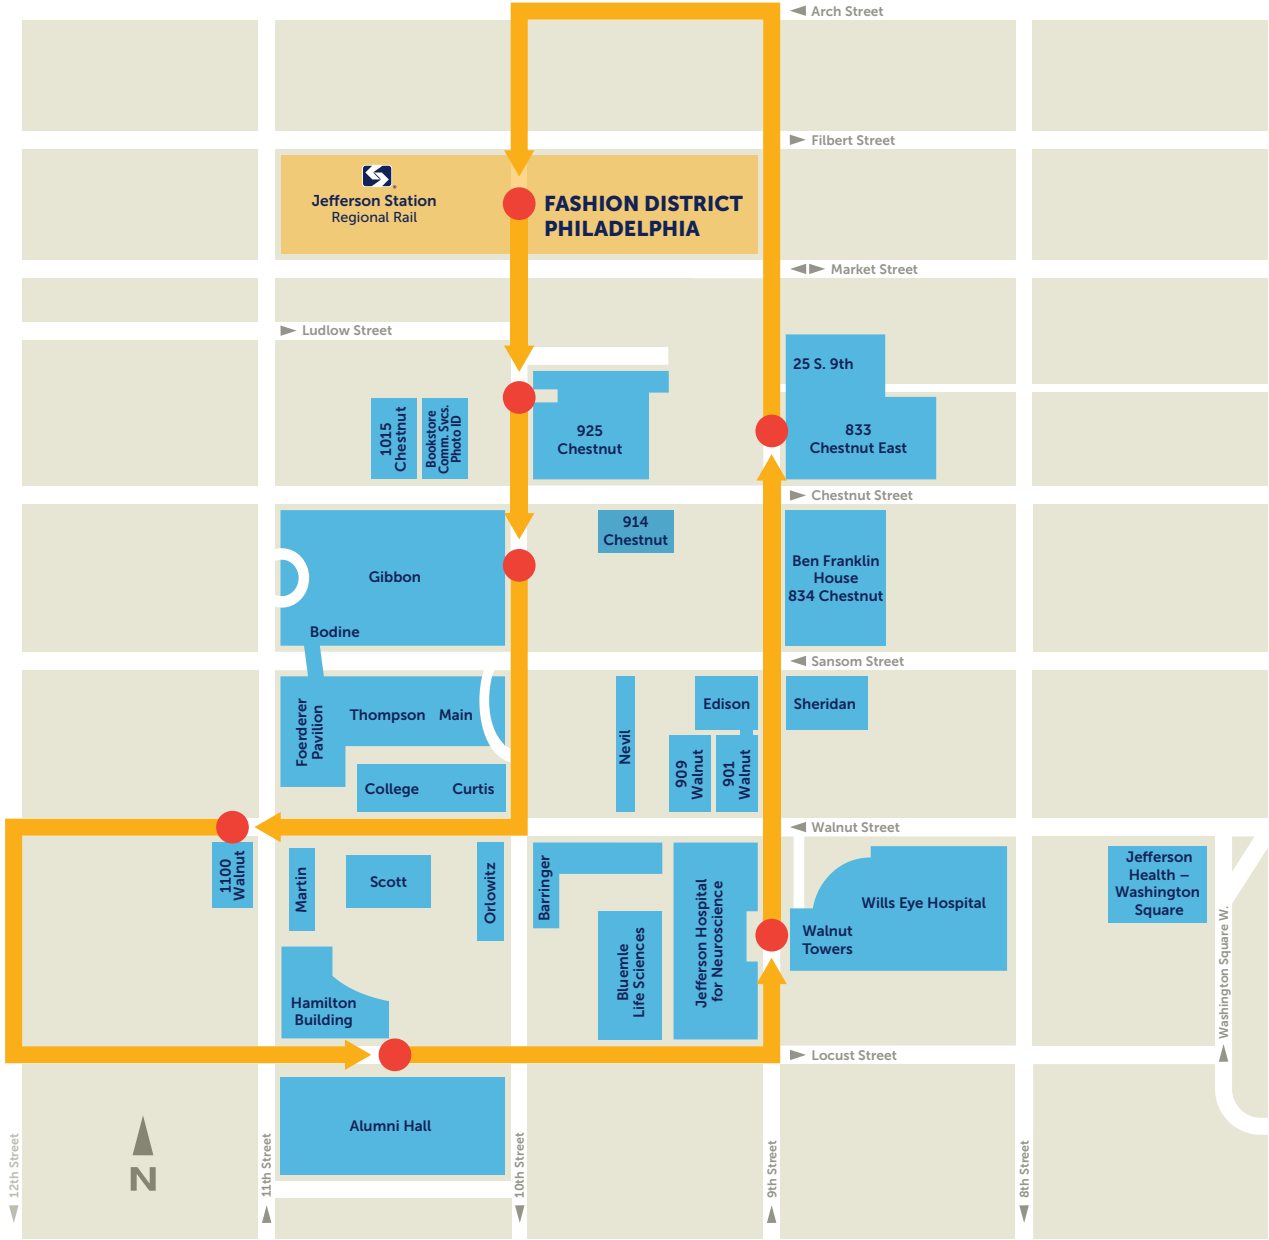 Arch Street
Filbert Street
Jefferson Station
Regional Rail
FASHION DISTRICT
PHILADELPHIA
Market Street
Ludlow Street
25 S. 9th
1015
Chestnut
Bookstore
Comm. Svcs.
Photo ID
925
Chestnut
833
Chestnut East
Chestnut Street
914
Chestnut
Gibbon
Bodine
Ben Franklin
House
834 Chestnut
Sansom Street
Foerderer
Pavilion
Thompson
Main
Nevil
Edison
Sheridan
909
Walnut
901
Walnut
College
Curtis
Walnut Street
1100
Walnut
Martin
Scott
Orlowitz
Barringer
Jefferson Hospital
for Neuroscience
Bluemle
Life Sciences
Wills Eye Hospital
Walnut
Towers
Jefferson
Health –
Washington
Square
Washington Square W.
Hamilton
Building
Locust Street
Alumni Hall
N
12th Street
11th Street
10th Street
9th Street
8th Street